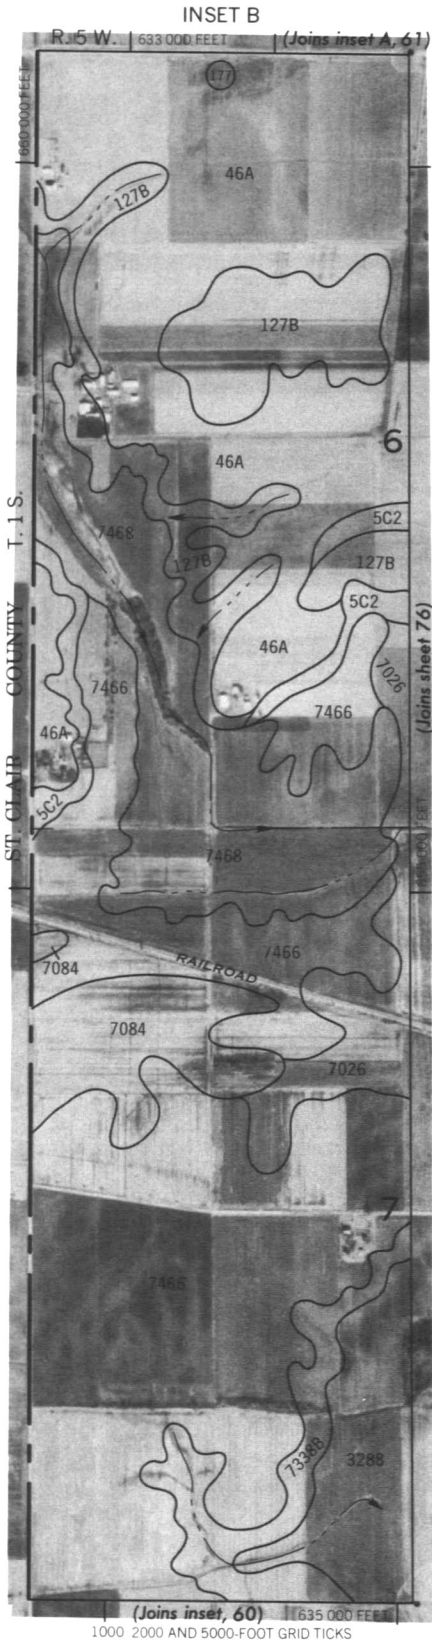 INSET B
R. 5 W. 633 000 FEET (Joins inset A, 61)
660 000 FEET
177
46A
127B
127B
6
46A
T. 1 S.
5C2
7468
127B
127B
5C2
ST. CLAIR COUNTY
(Joins sheet 76)
46A
7026
7466
7466
46A
5C2
7468
7466
RAILROAD
7084
7084
7026
7
7466
7338B
3288
(Joins inset, 60) 635 000 FEET
1000 2000 AND 5000-FOOT GRID TICKS